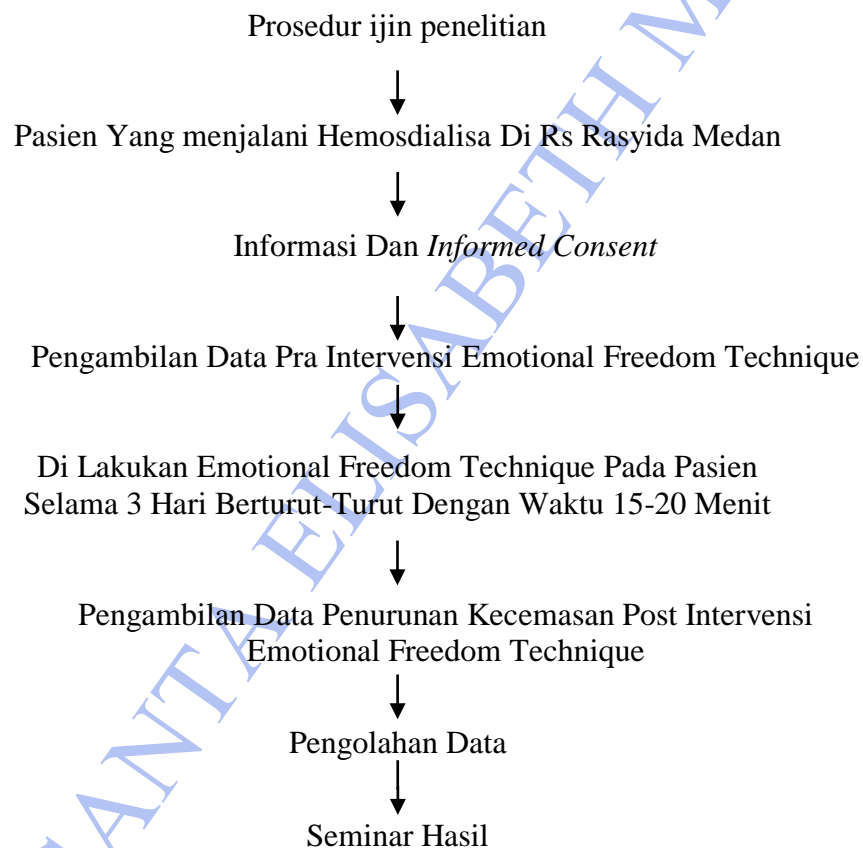 Prosedur ijin penelitian
Pasien Yang menjalani Hemosdialisa Di Rs Rasyida Medan
Informasi Dan Informed Consent
Pengambilan Data Pra Intervensi Emotional Freedom Technique
Di Lakukan Emotional Freedom Technique Pada Pasien
Selama 3 Hari Berturut-Turut Dengan Waktu 15-20 Menit
Pengambilan Data Penurunan Kecemasan Post Intervensi
Emotional Freedom Technique
Pengolahan Data
Seminar Hasil
SANTA ELISABETH M